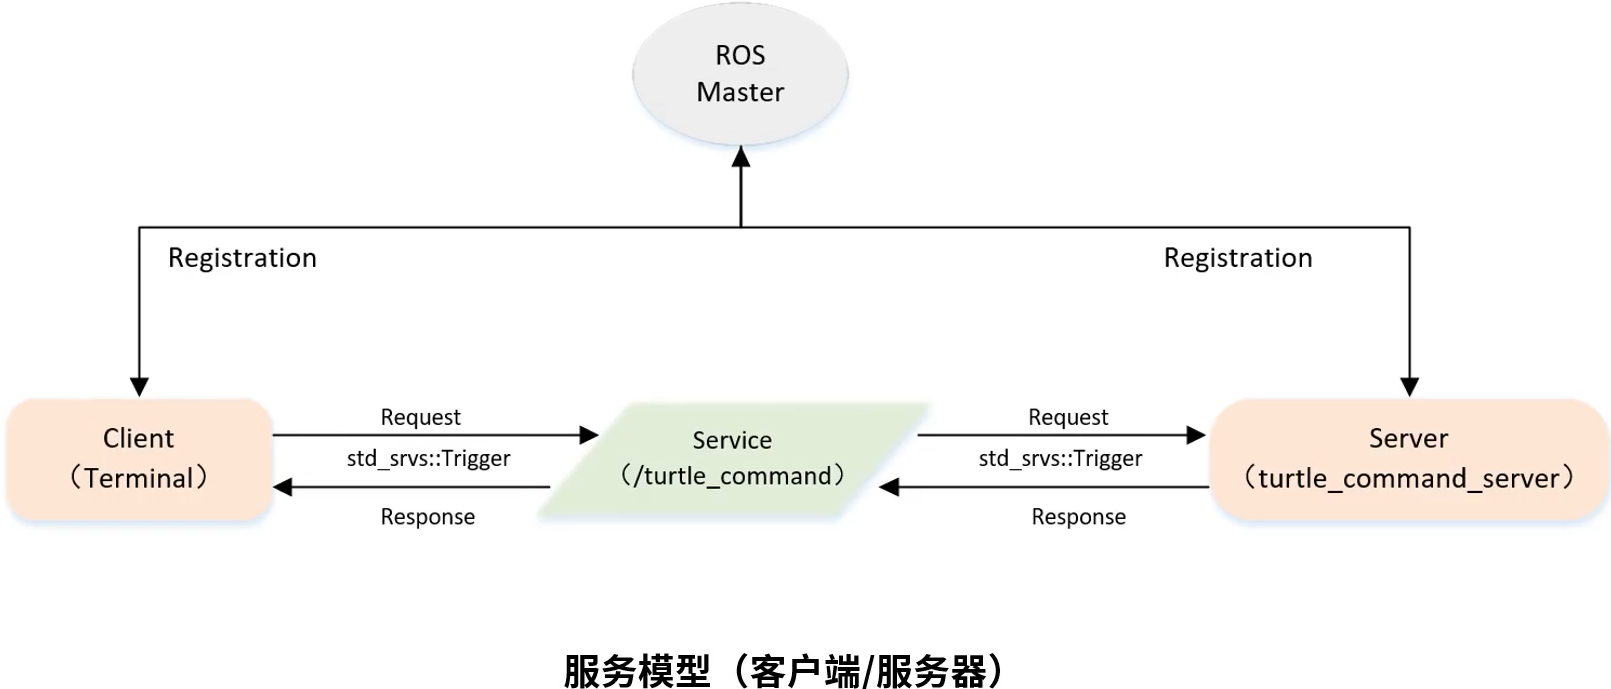 ROS
Master
Registration
Registration
Client
（Terminal）
Request
std_srvs::Trigger
Response
Service
（/turtle_command）
Request
std_srvs::Trigger
Response
Server
（turtle_command_server）
服务模型（客户端/服务器）